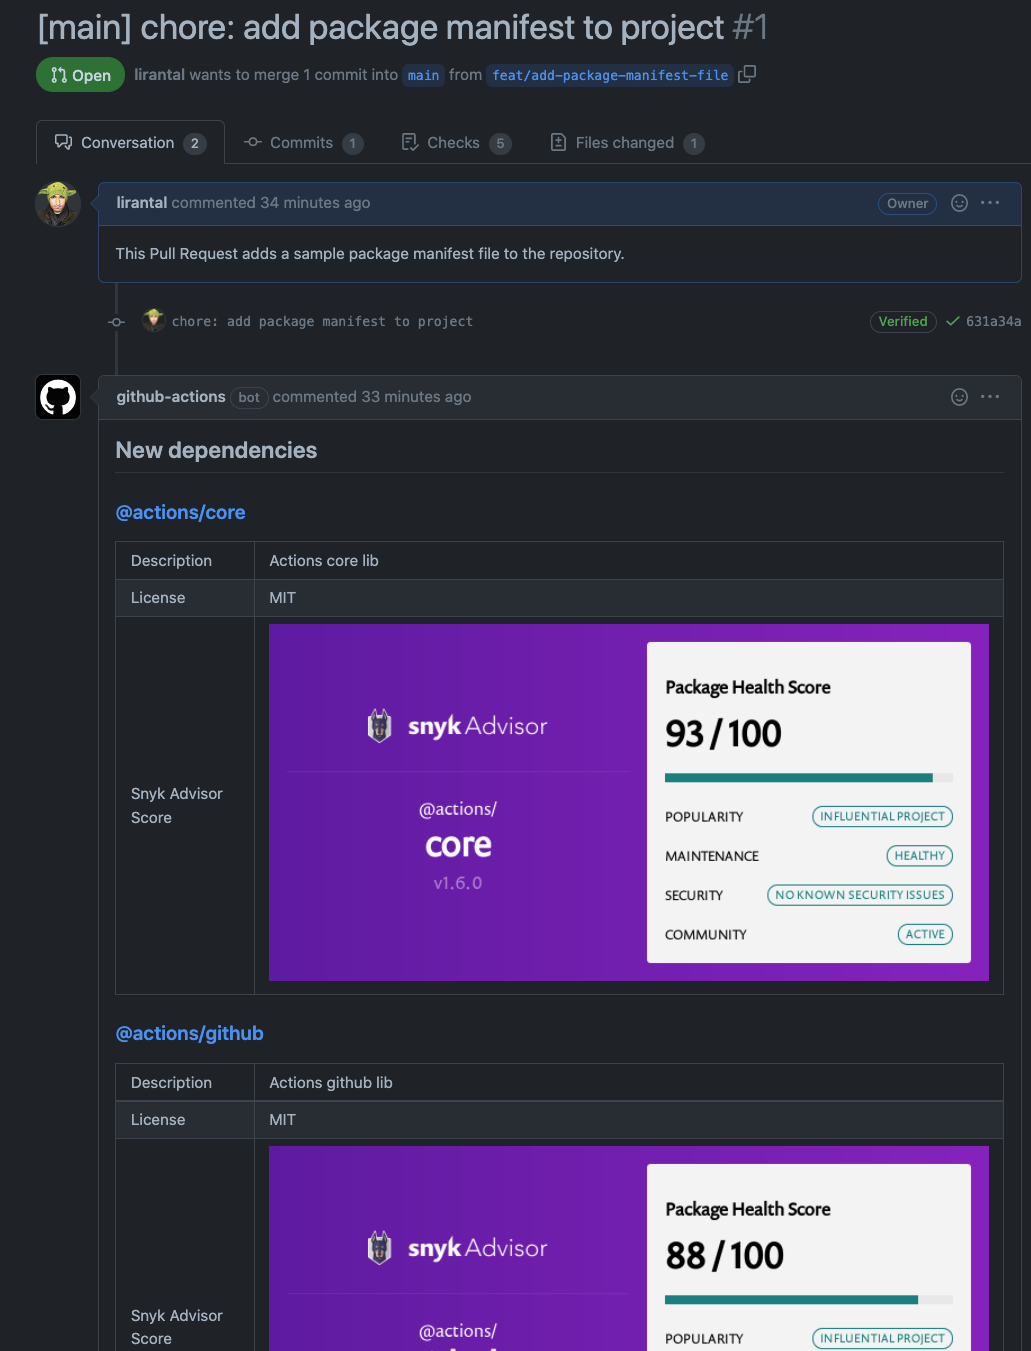 [main] chore: add package manifest to project #1
Open lirantal wants to merge 1 commit into main from feat/add-package-manifest-file
Conversation 2 Commits 1 Checks 5 Files changed 1
lirantal commented 34 minutes ago Owner
This Pull Request adds a sample package manifest file to the repository.
chore: add package manifest to project Verified 631a34a
github-actions bot commented 33 minutes ago
New dependencies
@actions/core
Description Actions core lib
License MIT
Snyk Advisor
Score
snyk Advisor
@actions/
core
v1.6.0
Package Health Score
93 / 100
POPULARITY INFLUENTIAL PROJECT
MAINTENANCE HEALTHY
SECURITY NO KNOWN SECURITY ISSUES
COMMUNITY ACTIVE
@actions/github
Description Actions github lib
License MIT
Snyk Advisor
Score
snyk Advisor
@actions/
Package Health Score
88 / 100
POPULARITY INFLUENTIAL PROJECT